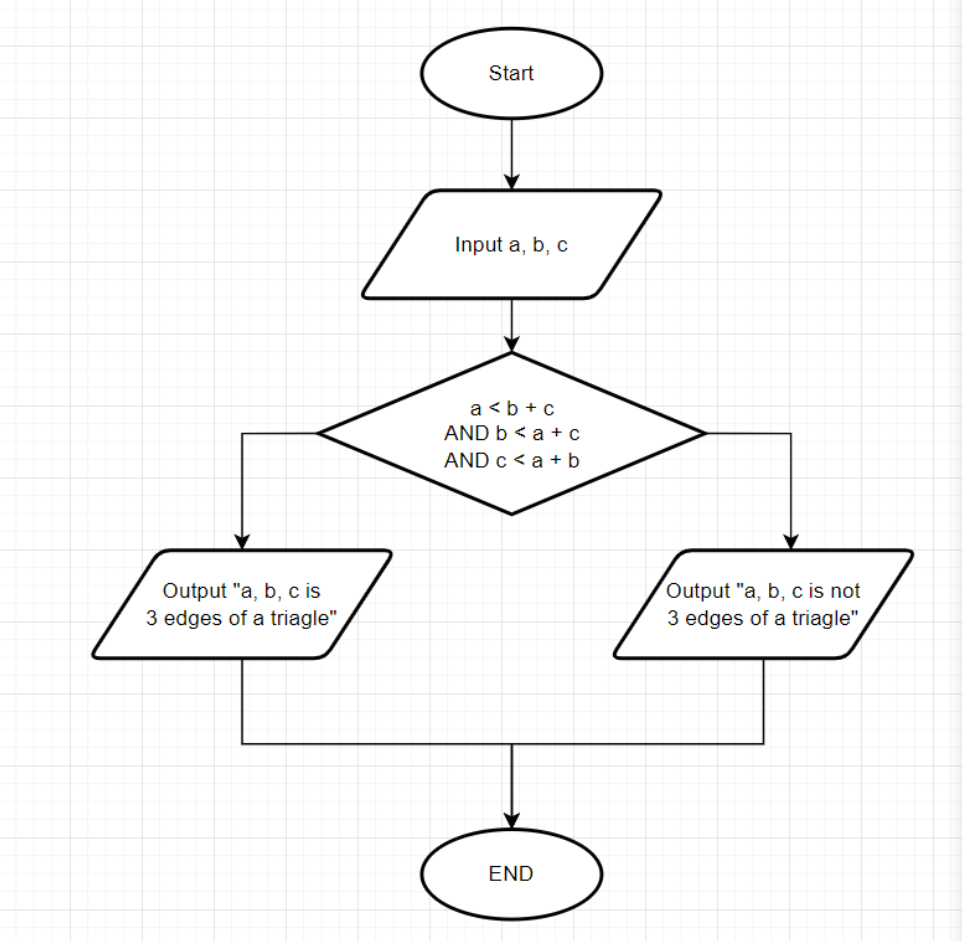 Start
Input a, b, c
a < b + c
AND b < a + c
AND c < a + b
Output "a, b, c is
3 edges of a triagle"
Output "a, b, c is not
3 edges of a triagle"
END